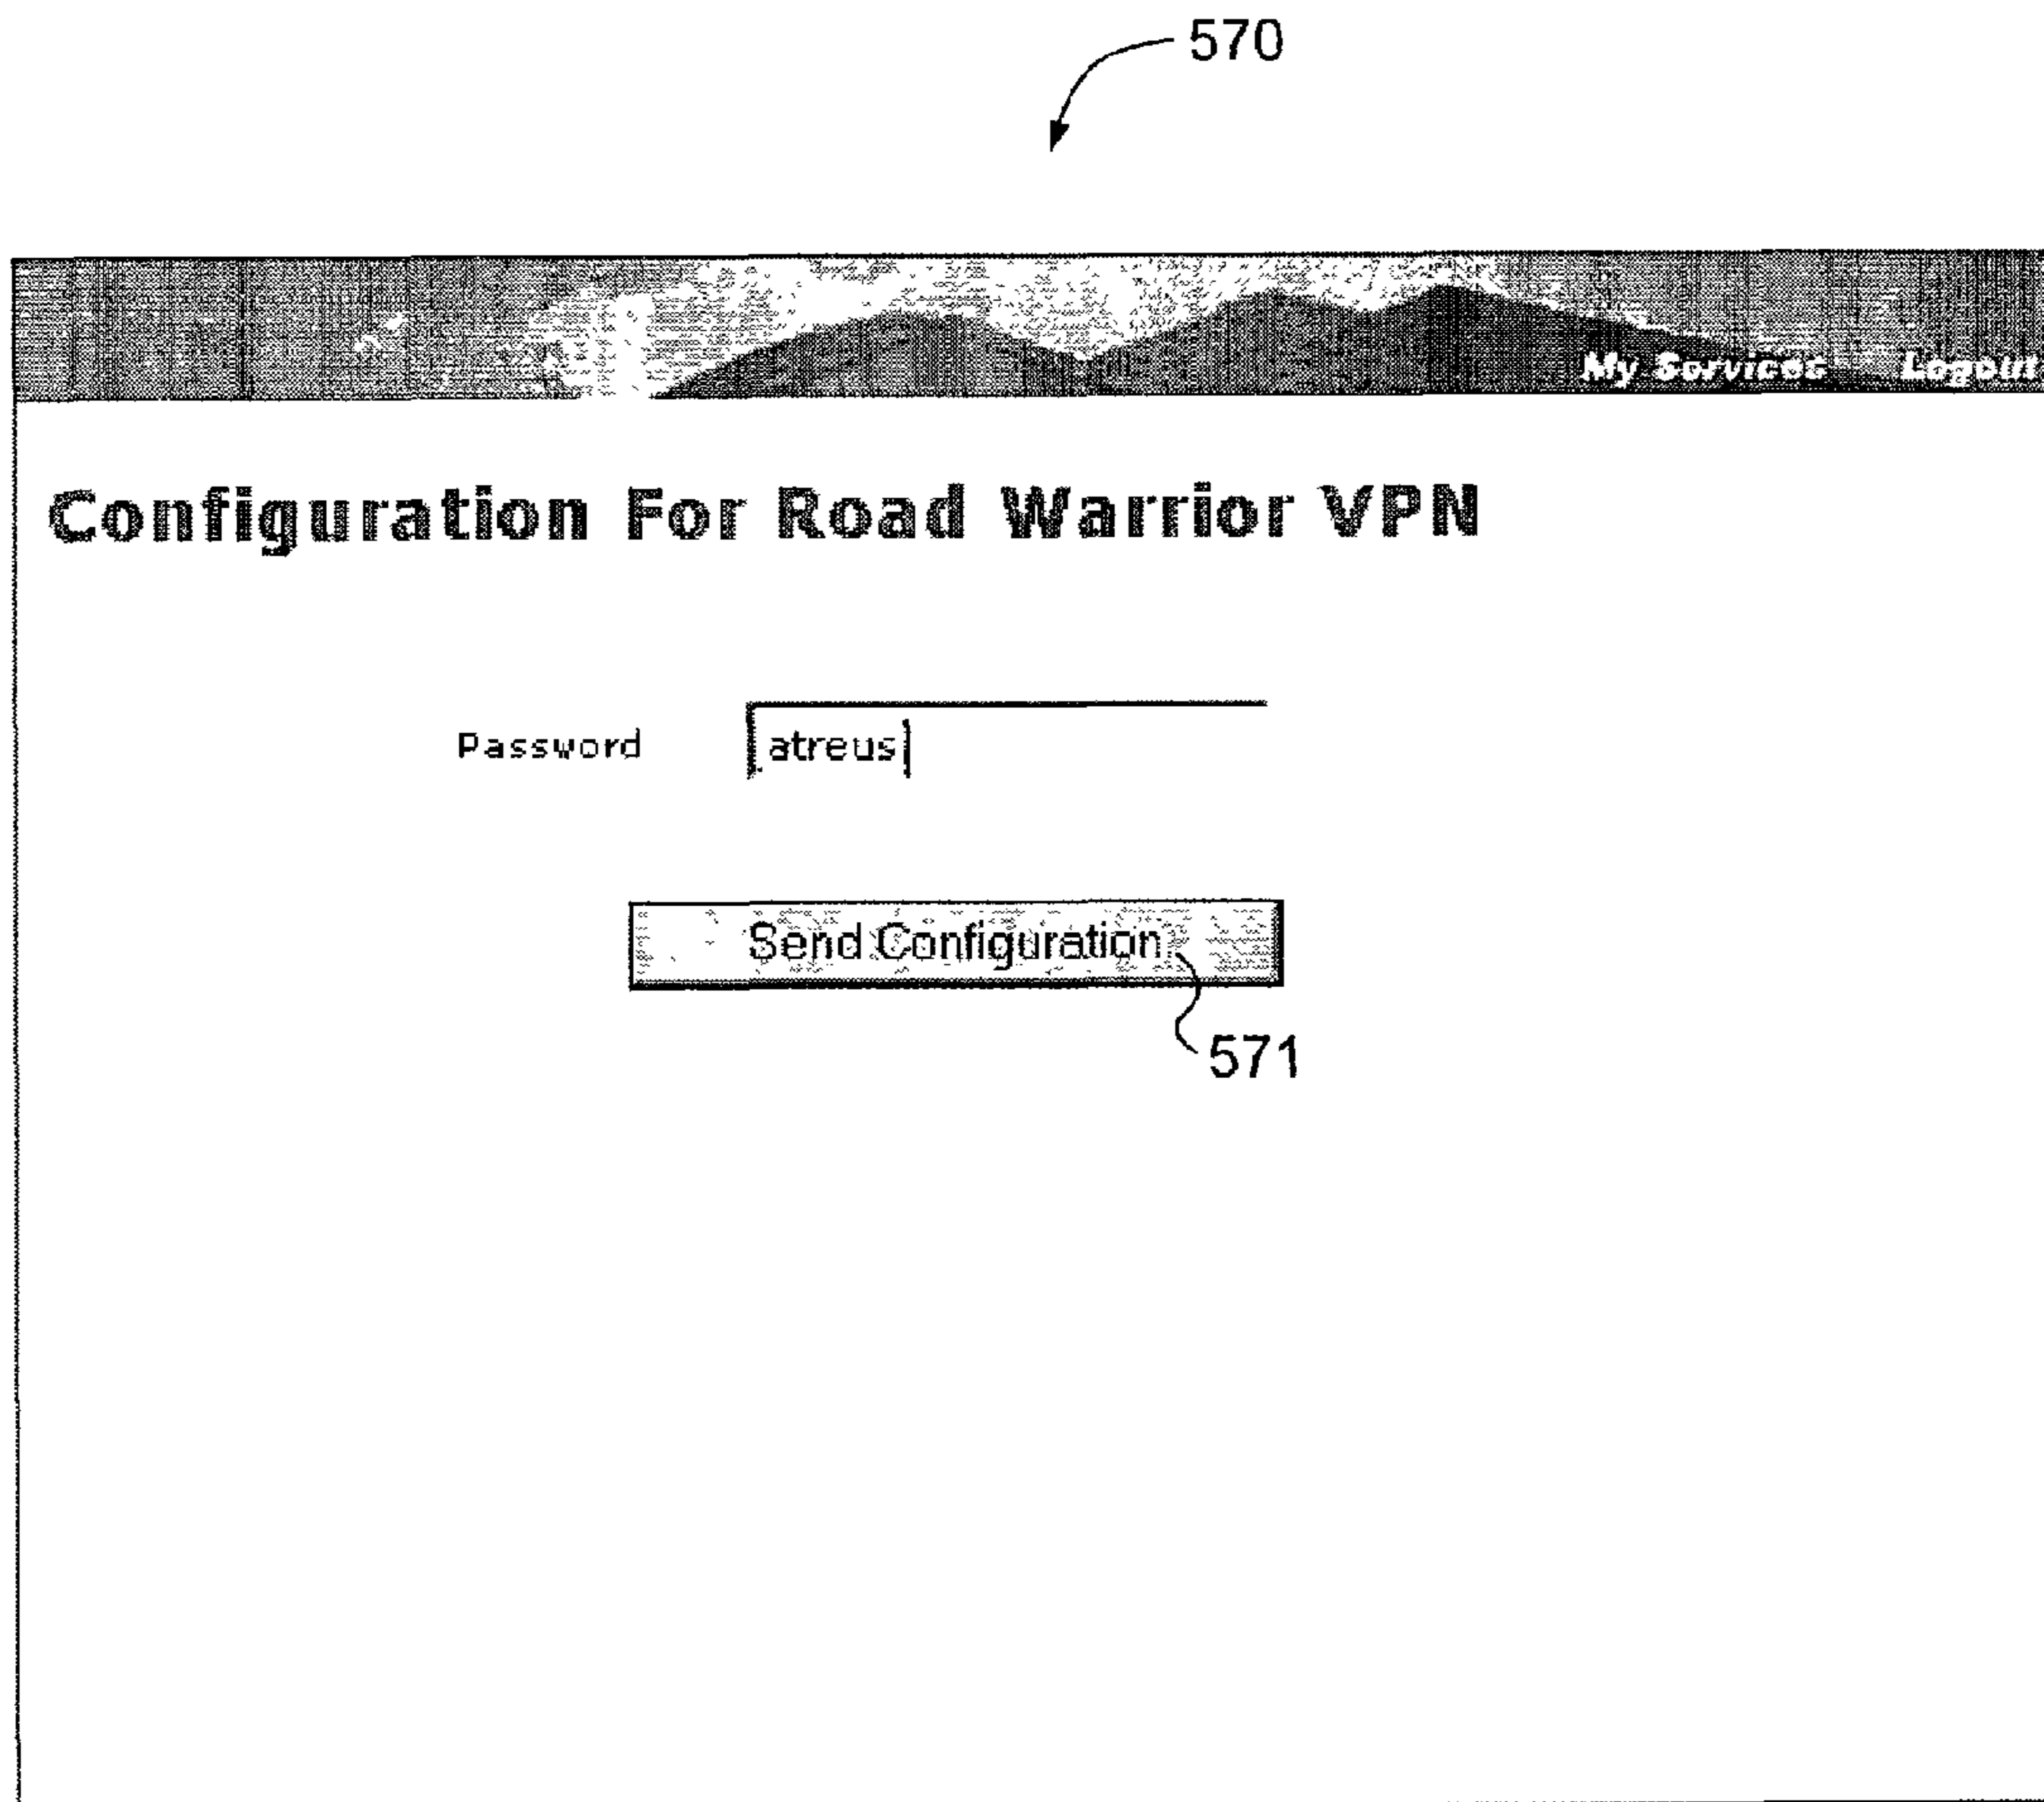 570
My Services Logout
Configuration For Road Warrior VPN
Password atreus
Send Configuration
571